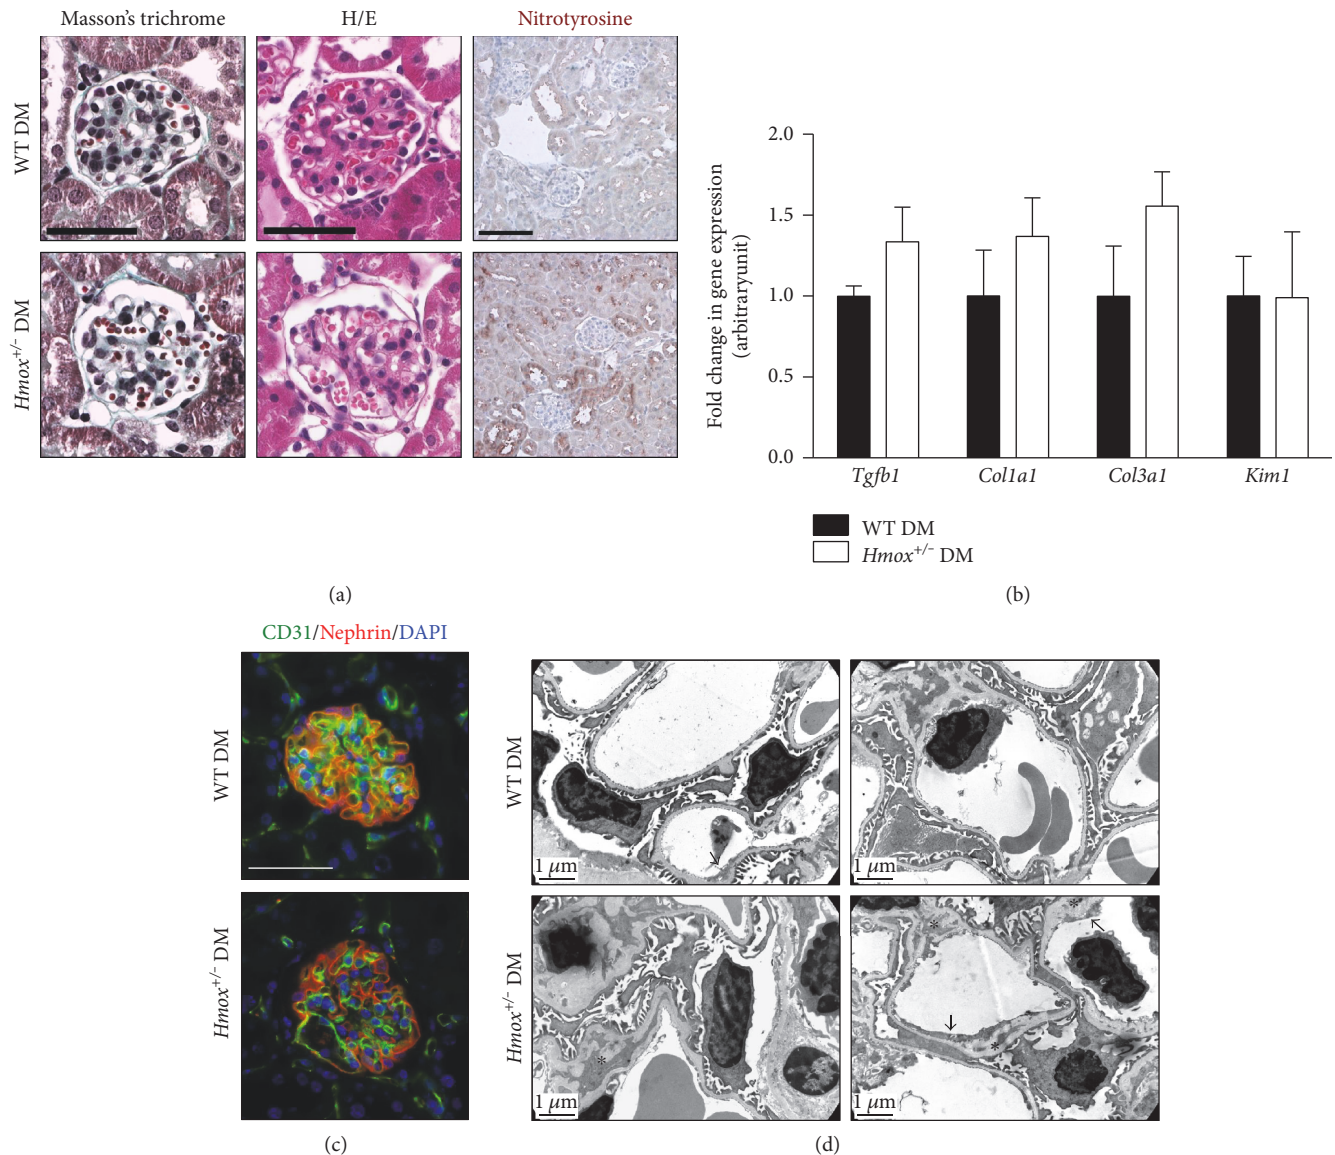 Masson's trichrome
H/E
Nitrotyrosine
WT DM
Hmox+/− DM
(a)
2.0
1.5
1.0
0.5
0.0
Fold change in gene expression
(arbitraryunit)
Tgfb1
Col1a1
Col3a1
Kim1
WT DM
Hmox+/− DM
(b)
CD31/Nephrin/DAPI
WT DM
Hmox+/− DM
(c)
WT DM
1 μm
1 μm
Hmox+/− DM
*
* * *
1 μm
1 μm
(d)